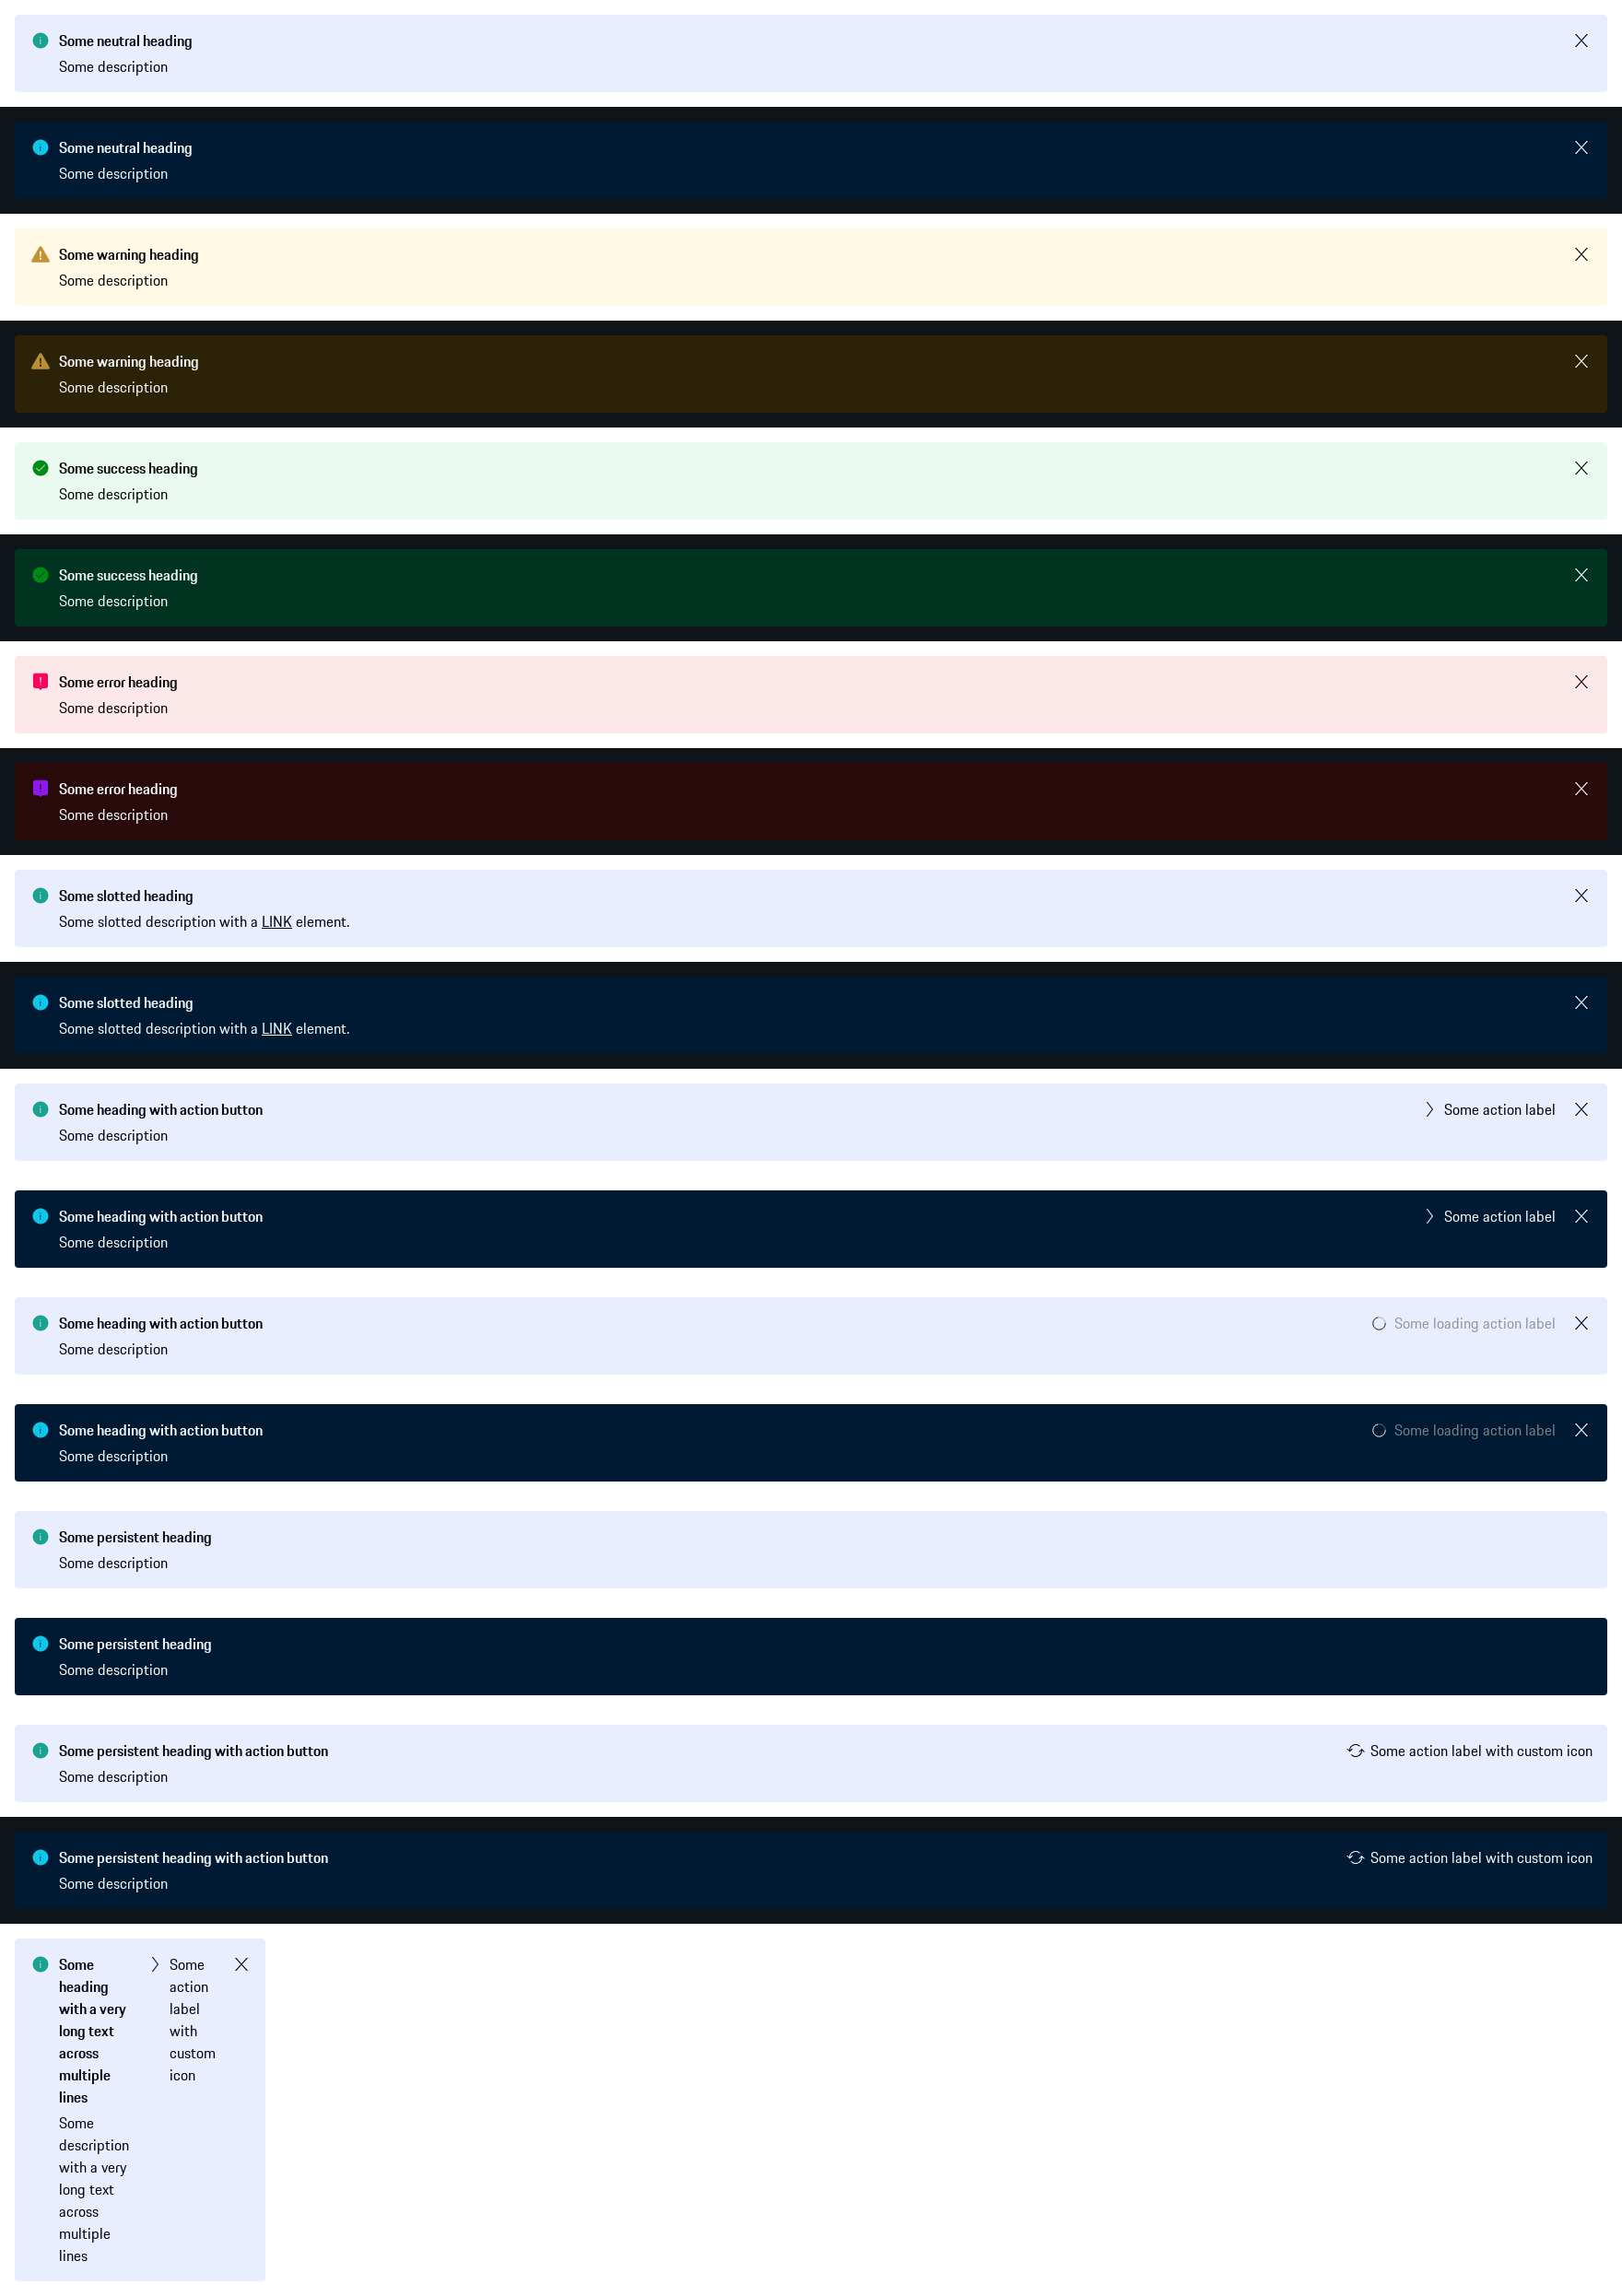 Some neutral heading
Some description
Some neutral heading
Some description
Some warning heading
Some description
Some warning heading
Some description
Some success heading
Some description
Some success heading
Some description
Some error heading
Some description
Some error heading
Some description
Some slotted heading
Some slotted description with a LINK element.
Some slotted heading
Some slotted description with a LINK element.
Some heading with action button
Some action label
Some description
Some heading with action button
Some action label
Some description
Some heading with action button
Some loading action label
Some description
Some heading with action button
Some loading action label
Some description
Some persistent heading
Some description
Some persistent heading
Some description
Some persistent heading with action button
Some action label with custom icon
Some description
Some persistent heading with action button
Some action label with custom icon
Some description
Some
heading
with a very
long text
across
multiple
lines
Some
description
with a very
long text
across
multiple
lines
Some
action
label
with
custom
icon